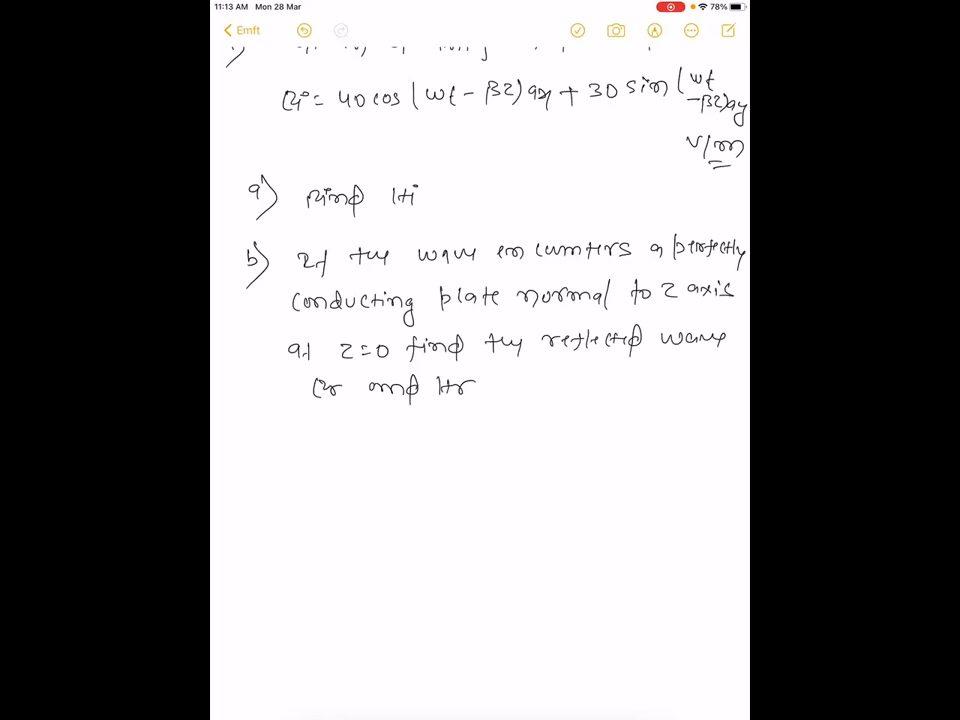 11:13 AM Mon 28 Mar
78%
Emft
Ei = 40 cos (wt - βz) ax + 30 sin (wt
- βz) ay
V/m
a) Find Hi
b) If the wave encounters a perfectly
conducting plate normal to z axis
at z=0 find the reflected wave
Er and Hr